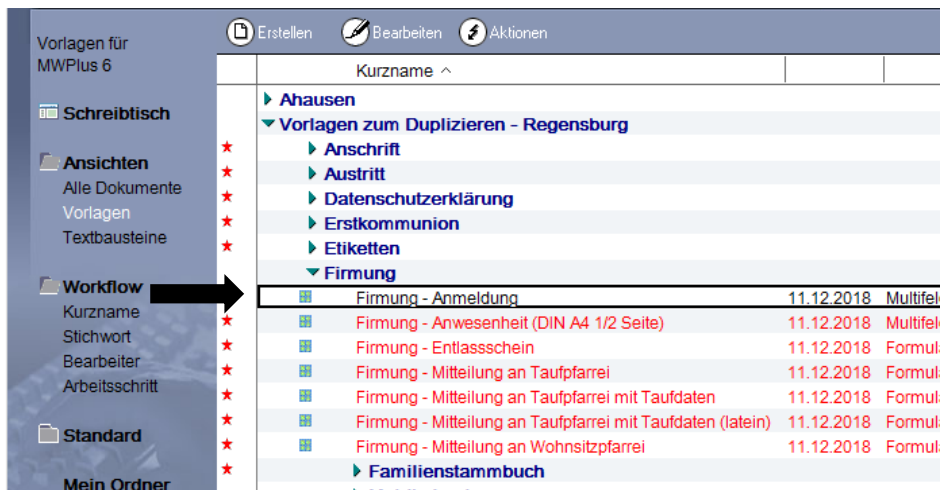 Vorlagen für
MWPlus 6
Schreibtisch
Ansichten
Alle Dokumente
Vorlagen
Textbausteine
Workflow
Kurzname
Stichwort
Bearbeiter
Arbeitsschritt
Standard
Mein Ordner
Erstellen Bearbeiten Aktionen
Kurzname
Ahausen
Vorlagen zum Duplizieren - Regensburg
Anschrift
Austritt
Datenschutzerklärung
Erstkommunion
Etiketten
Firmung
Firmung - Anmeldung 11.12.2018 Multifel
Firmung - Anwesenheit (DIN A4 1/2 Seite) 11.12.2018 Multifel
Firmung - Entlassschein 11.12.2018 Formul
Firmung - Mitteilung an Taufpfarrei 11.12.2018 Formul
Firmung - Mitteilung an Taufpfarrei mit Taufdaten 11.12.2018 Formul
Firmung - Mitteilung an Taufpfarrei mit Taufdaten (latein) 11.12.2018 Formul
Firmung - Mitteilung an Wohnsitzpfarrei 11.12.2018 Formul
Familienstammbuch